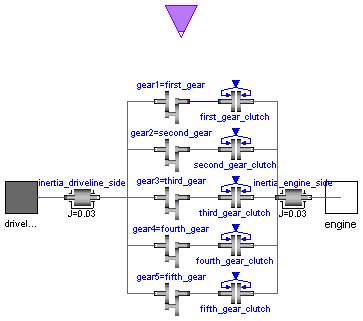 gear1=first_gear
first_gear_clutch
gear2=second_gear
second_gear_clutch
inertia_driveline_side
gear3=third_gear
inertia_engine_side
J=0.03
third_gear_clutch
J=0.03
drivel...
engine
gear4=fourth_gear
fourth_gear_clutch
gear5=fifth_gear
fifth_gear_clutch